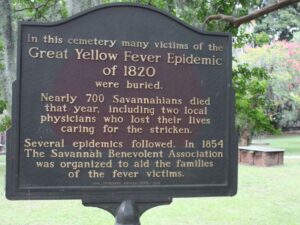 In this cemetery many victims of the
Great Yellow Fever Epidemic
of 1820
were buried.
Nearly 700 Savannahians died
that year, including two local
physicians who lost their lives
caring for the stricken.
Several epidemics followed. In 1854
The Savannah Benevolent Association
was organized to aid the families
of the fever victims.